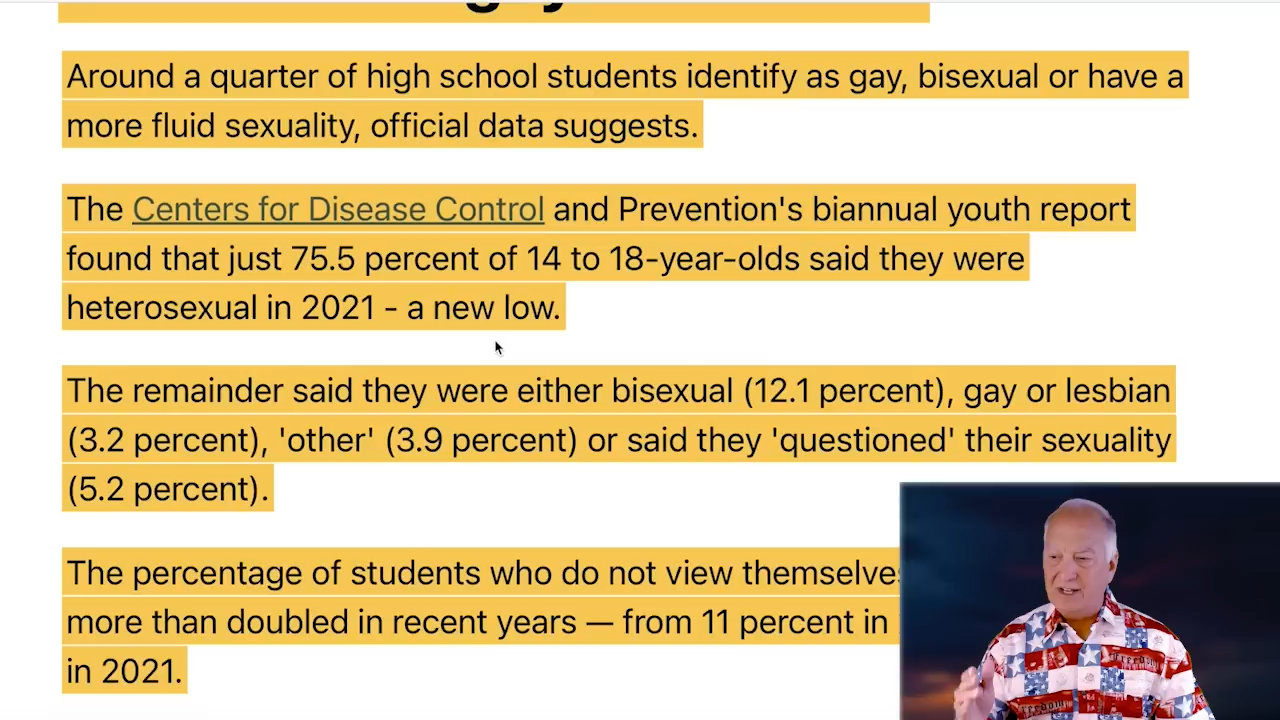 Around a quarter of high school students identify as gay, bisexual or have a
more fluid sexuality, official data suggests.
The Centers for Disease Control and Prevention's biannual youth report
found that just 75.5 percent of 14 to 18-year-olds said they were
heterosexual in 2021 - a new low.
The remainder said they were either bisexual (12.1 percent), gay or lesbian
(3.2 percent), 'other' (3.9 percent) or said they 'questioned' their sexuality
(5.2 percent).
The percentage of students who do not view themselve
more than doubled in recent years — from 11 percent in
in 2021.
Freedom
Freedom